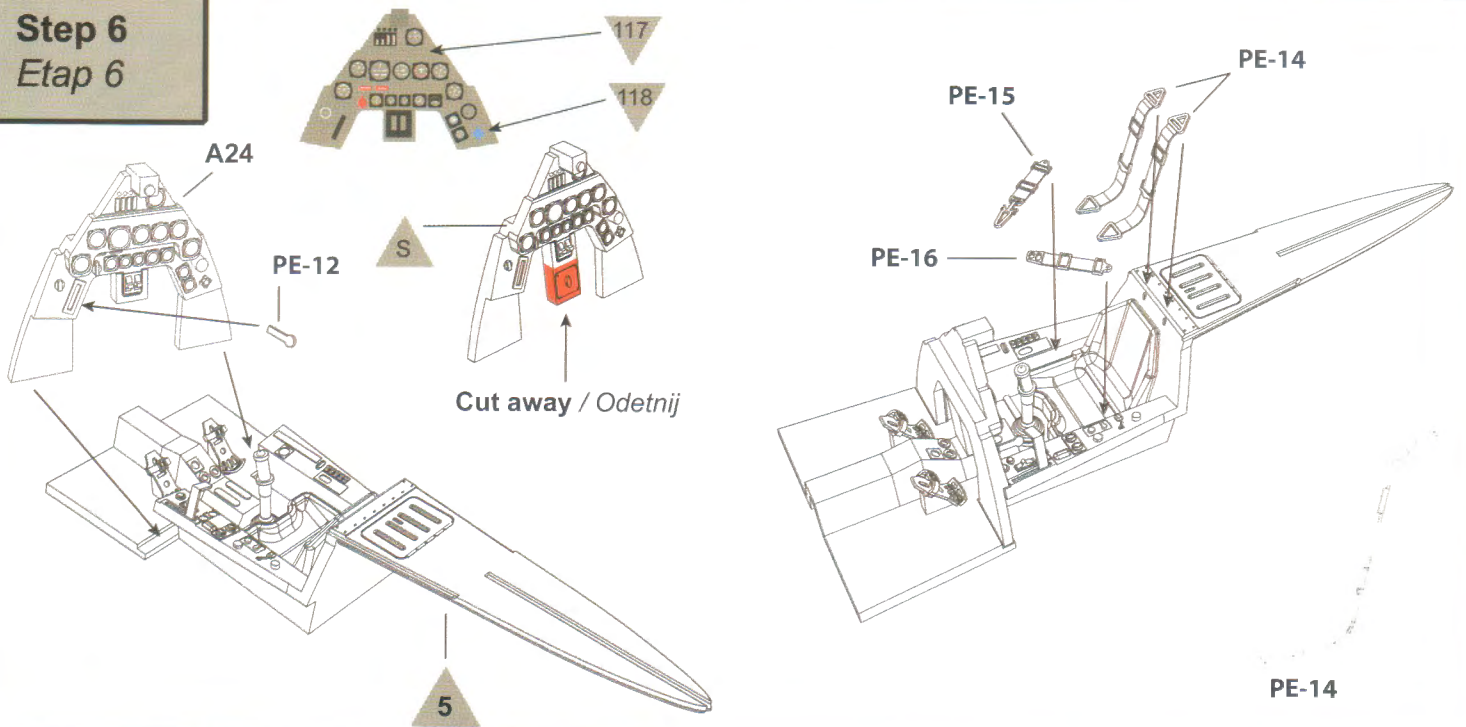 Step 6
Etap 6
117
118
A24
S
PE-12
Cut away / Odetnij
5
PE-15
PE-14
PE-16
PE-14